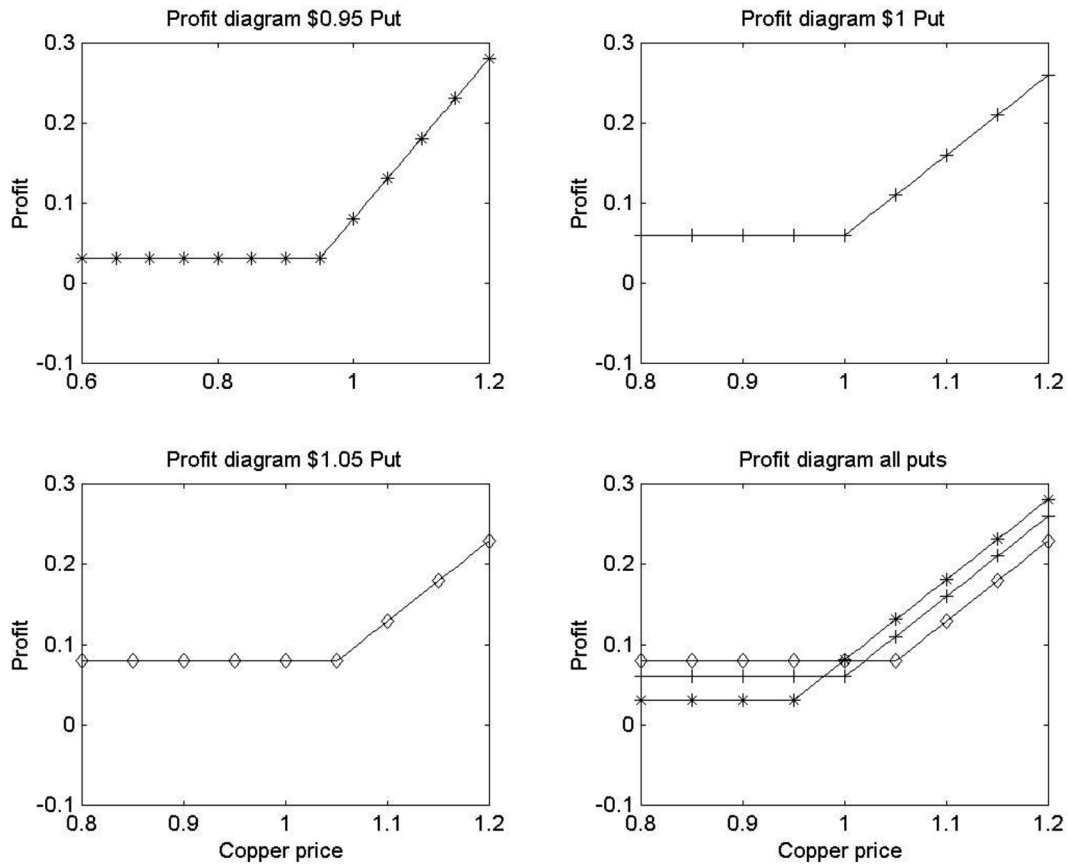 Profit diagram $0.95 Put
0.3
0.2
0.1
0
-0.1
Profit
0.6 0.8 1 1.2
Profit diagram $1 Put
0.3
0.2
0.1
0
-0.1
Profit
0.8 0.9 1 1.1 1.2
Profit diagram $1.05 Put
0.3
0.2
0.1
0
-0.1
Profit
0.8 0.9 1 1.1 1.2
Copper price
Profit diagram all puts
0.3
0.2
0.1
0
-0.1
Profit
0.8 0.9 1 1.1 1.2
Copper price